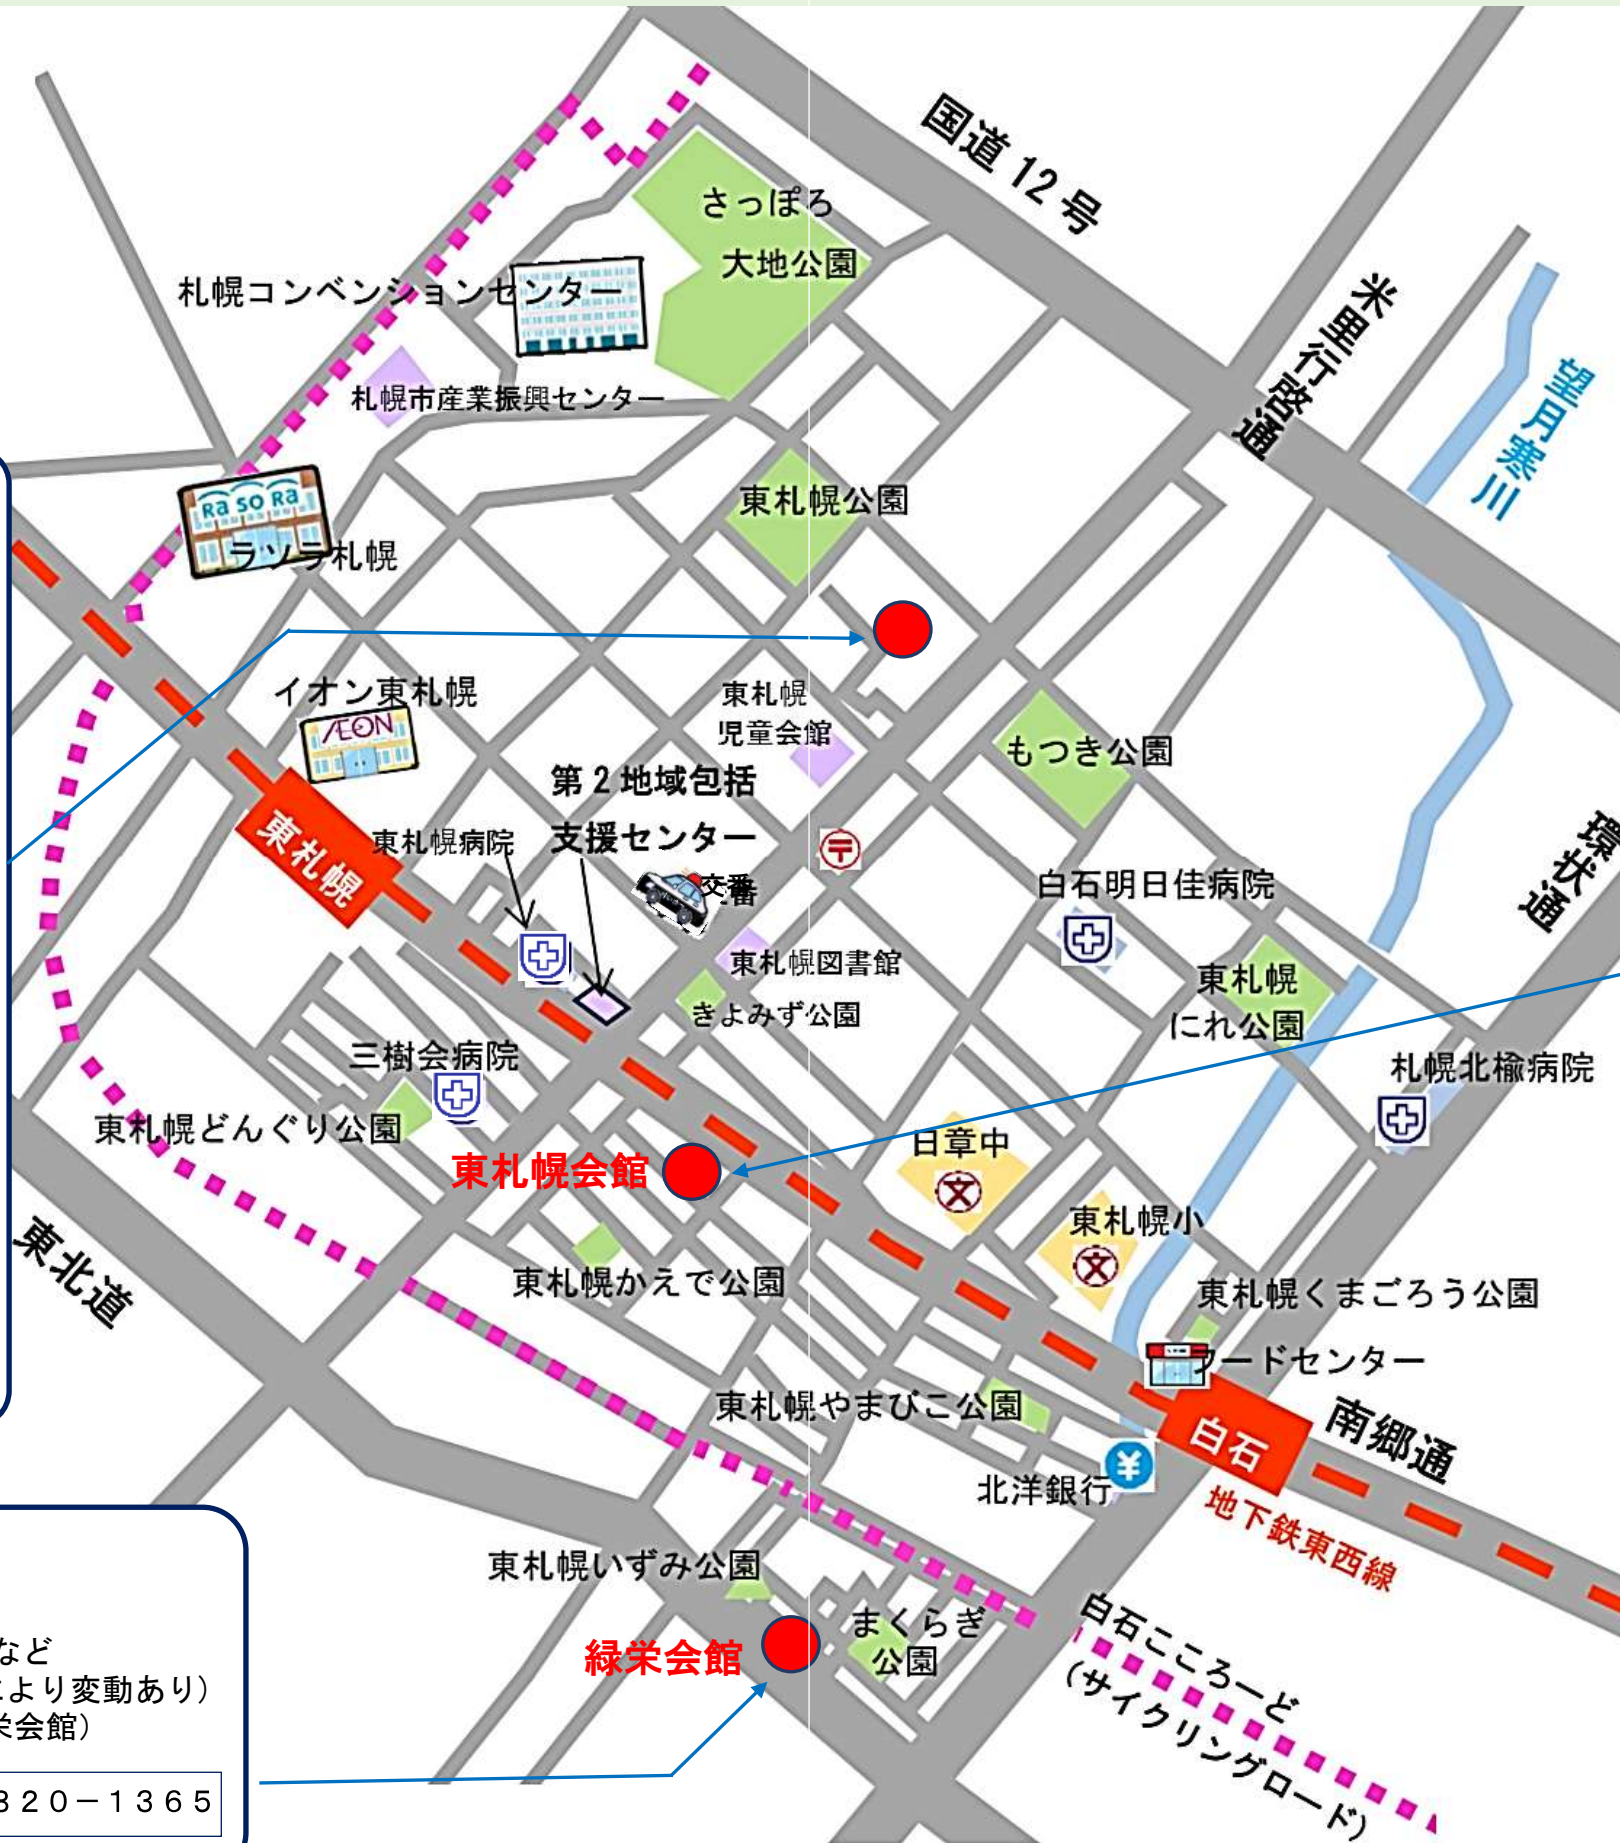 国道 12 号
さっぽろ
大地公園
札幌コンベンションセンター
米里行啓通
望月寒川
札幌市産業振興センター
東札幌公園
Ra so Ra
ラソラ札幌
イオン東札幌
ÆON
東札幌
児童会館
もつき公園
第2地域包括
支援センター
東札幌
東札幌病院
〒
交番
環状通
白石明日佳病院
東札幌図書館
東札幌
にれ公園
きよみず公園
三樹会病院
札幌北楡病院
東札幌どんぐり公園
日章中
文
東札幌会館
東札幌小
文
東北道
東札幌かえで公園
東札幌くまごろう公園
フードセンター
東札幌やまびこ公園
白石
南郷通
北洋銀行
¥
地下鉄東西線
東札幌いずみ公園
まくらぎ
公園
緑栄会館
白石こころーど
(サイクリングロード)
など
より変動あり)
栄会館)
820－1365